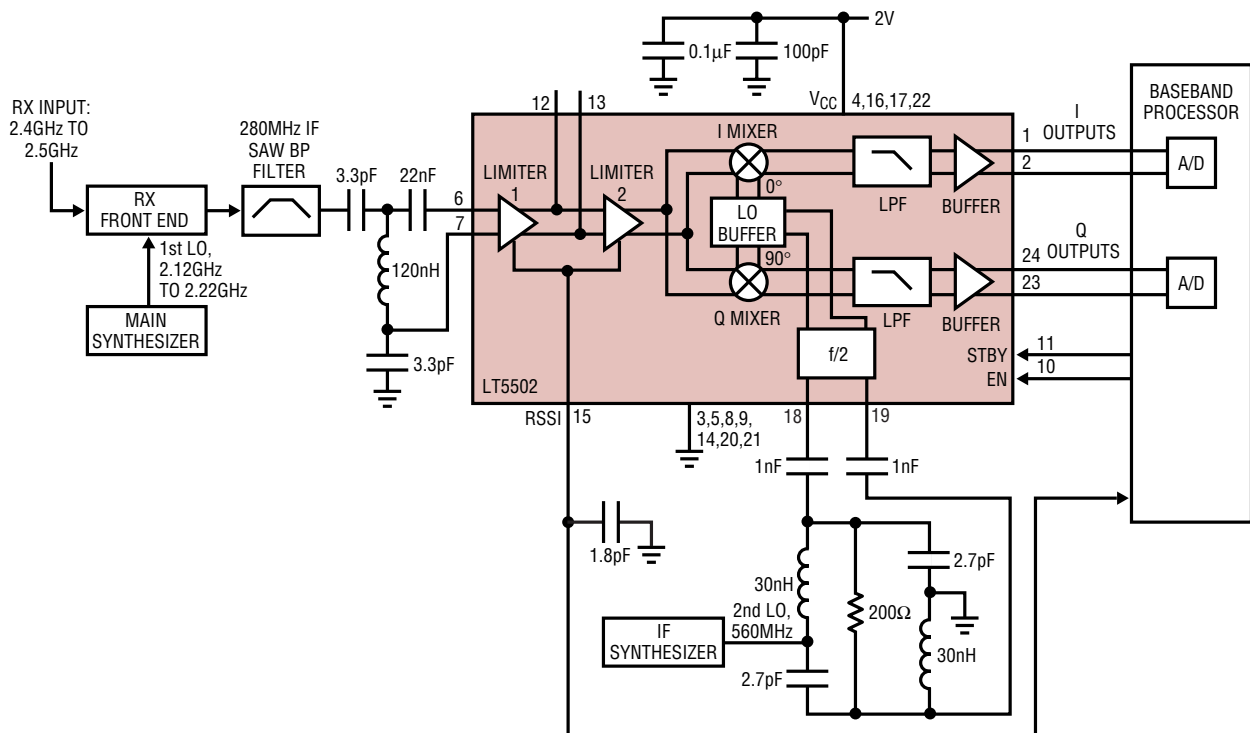 2V
0.1µF
100pF
12
13
VCC
4,16,17,22
RX INPUT:
2.4GHz TO
2.5GHz
280MHz IF
SAW BP
FILTER
3.3pF
22nF
6
7
RX
FRONT END
1st LO,
2.12GHz
TO 2.22GHz
MAIN
SYNTHESIZER
120nH
3.3pF
LIMITER
1
LIMITER
2
I MIXER
0°
LO
BUFFER
90°
Q MIXER
LPF
BUFFER
LPF
BUFFER
f/2
LT5502
STBY
EN
1
2
I
OUTPUTS
24
23
Q
OUTPUTS
11
10
BASEBAND
PROCESSOR
A/D
A/D
RSSI
15
3,5,8,9,
14,20,21
18
19
1nF
1nF
1.8pF
30nH
2nd LO,
560MHz
IF
SYNTHESIZER
2.7pF
200Ω
2.7pF
30nH